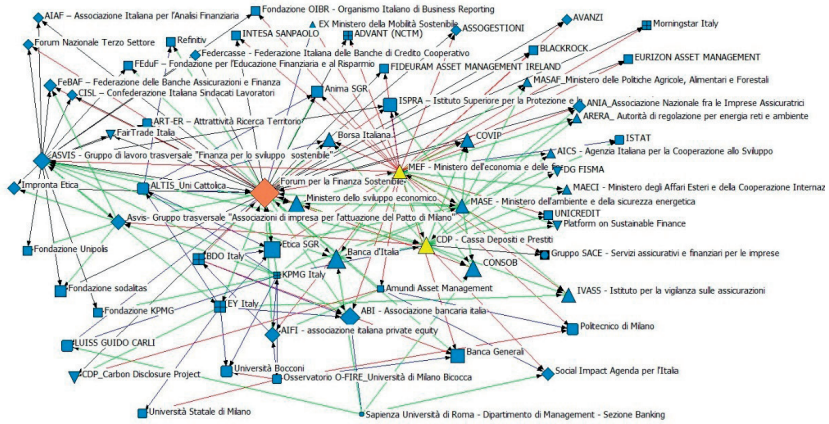 Fondazione OIBR - Organismo Italiano di Business Reporting
AIAF – Associazione Italiana per l'Analisi Finanziaria
EX Ministero della Mobilità Sostenibile
AVANZI
Forum Nazionale Terzo Settore
Refinitiv
INTESA SANPAOLO
ADVANT (NCTM)
ASSOGESTIONI
Morningstar Italy
Federcasse - Federazione Italiana delle Banche di Credito Cooperativo
BLACKROCK
FEduF – Fondazione per l'Educazione Finanziaria e al Risparmio
FIDEURAM ASSET MANAGEMENT IRELAND
EURIZON ASSET MANAGEMENT
FeBAF – Federazione delle Banche Assicurazioni e Finanza
Anima SGR
MASAF_Ministero delle Politiche Agricole, Alimentari e Forestali
CISL – Confederazione Italiana Sindacati Lavoratori
ISPRA – Istituto Superiore per la Protezione e l
ANIA_Associazione Nazionale fra le Imprese Assicuratrici
ART-ER – Attrattività Ricerca Territorio
ARERA_ Autorità di regolazione per energia reti e ambiente
FairTrade Italia
Borsa Italiana
COVIP
ISTAT
ASVIS - Gruppo di lavoro trasversale "Finanza per lo sviluppo sostenibile"
AICS - Agenzia Italiana per la Cooperazione allo Sviluppo
MEF - Ministero dell'economia e delle f
DG FISMA
Impronta Etica
ALTIS_Uni Cattolica
Forum per la Finanza Sostenibile
MAECI - Ministero degli Affari Esteri e della Cooperazione Internaz
Ministero dello sviluppo economico
MASE - Ministero dell'ambiente e della sicurezza energetica
UNICREDIT
Asvis- Gruppo trasversale "Associazioni di impresa per l'attuazione del Patto di Milano"
Platform on Sustainable Finance
Fondazione Unipolis
Etica SGR
CDP - Cassa Depositi e Prestiti
BDO Italy
Banca d'Italia
Gruppo SACE - Servizi assicurativi e finanziari per le imprese
CONSOB
KPMG Italy
Fondazione sodalitas
Amundi Asset Management
IVASS - Istituto per la vigilanza sulle assicurazioni
Fondazione KPMG
EY Italy
ABI - Associazione bancaria italia
AIFI - associazione italiana private equity
Politecnico di Milano
LUISS GUIDO CARLI
Banca Generali
CDP_Carbon Disclosure Project
Università Bocconi
Social Impact Agenda per l'Italia
Osservatorio O-FIRE_Università di Milano Bicocca
Università Statale di Milano
Sapienza Università di Roma - Dipartimento di Management - Sezione Banking